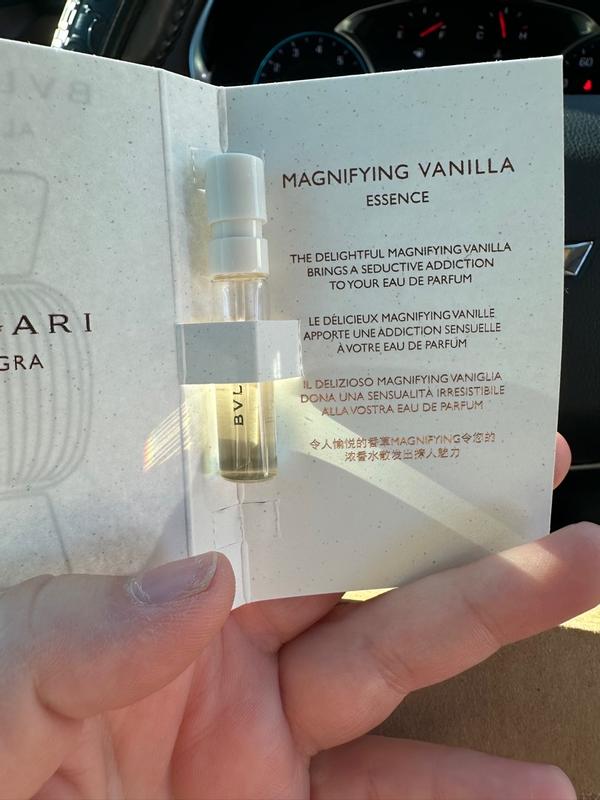 ARI
GRA
MAGNIFYING VANILLA
ESSENCE
THE DELIGHTFUL MAGNIFYING VANILLA
BRINGS A SEDUCTIVE ADDICTION
TO YOUR EAU DE PARFUM
LE DÉLICIEUX MAGNIFYING VANILLE
APPORTE UNE ADDICTION SENSUELLE
À VOTRE EAU DE PARFUM
IL DELIZIOSO MAGNIFYING VANIGLIA
DONA UNA SENSUALITÀ IRRESISTIBILE
ALLA VOSTRA EAU DE PARFUM
令人愉悦的香草MAGNIFYING令您的
浓香水散发出撩人魅力
BVL